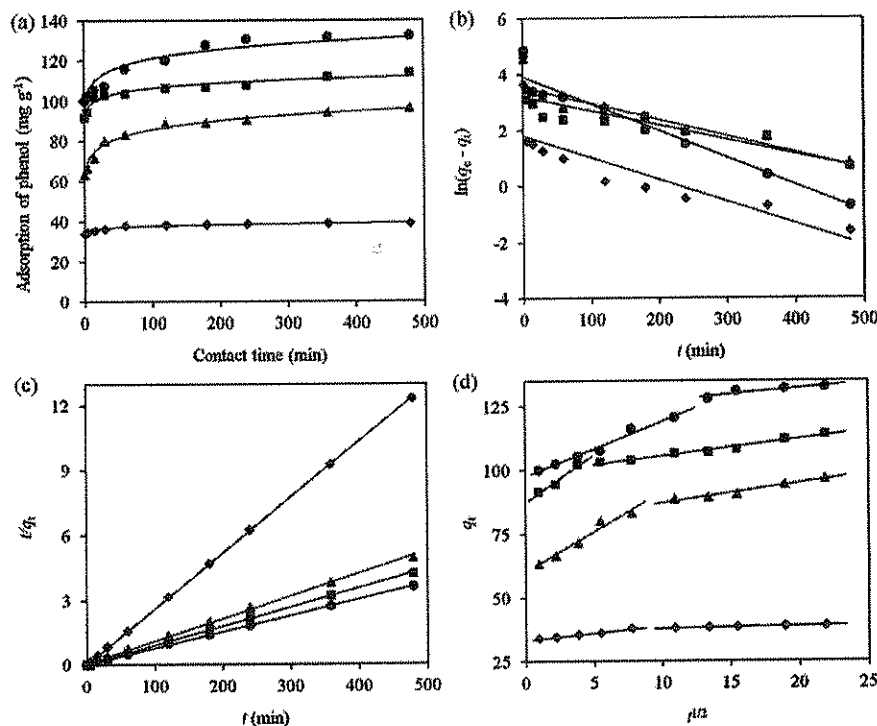 (a)
140
120
100
80
60
40
20
0
Adsorption of phenol (mg g⁻¹)
0 100 200 300 400 500
Contact time (min)
(b)
6
4
2
0
-2
-4
ln(qe - qt)
0 100 200 300 400 500
t (min)
(c)
12
9
6
3
0
t/qt
0 100 200 300 400 500
t (min)
(d)
125
100
75
50
25
qt
0 5 10 15 20 25
t1/2